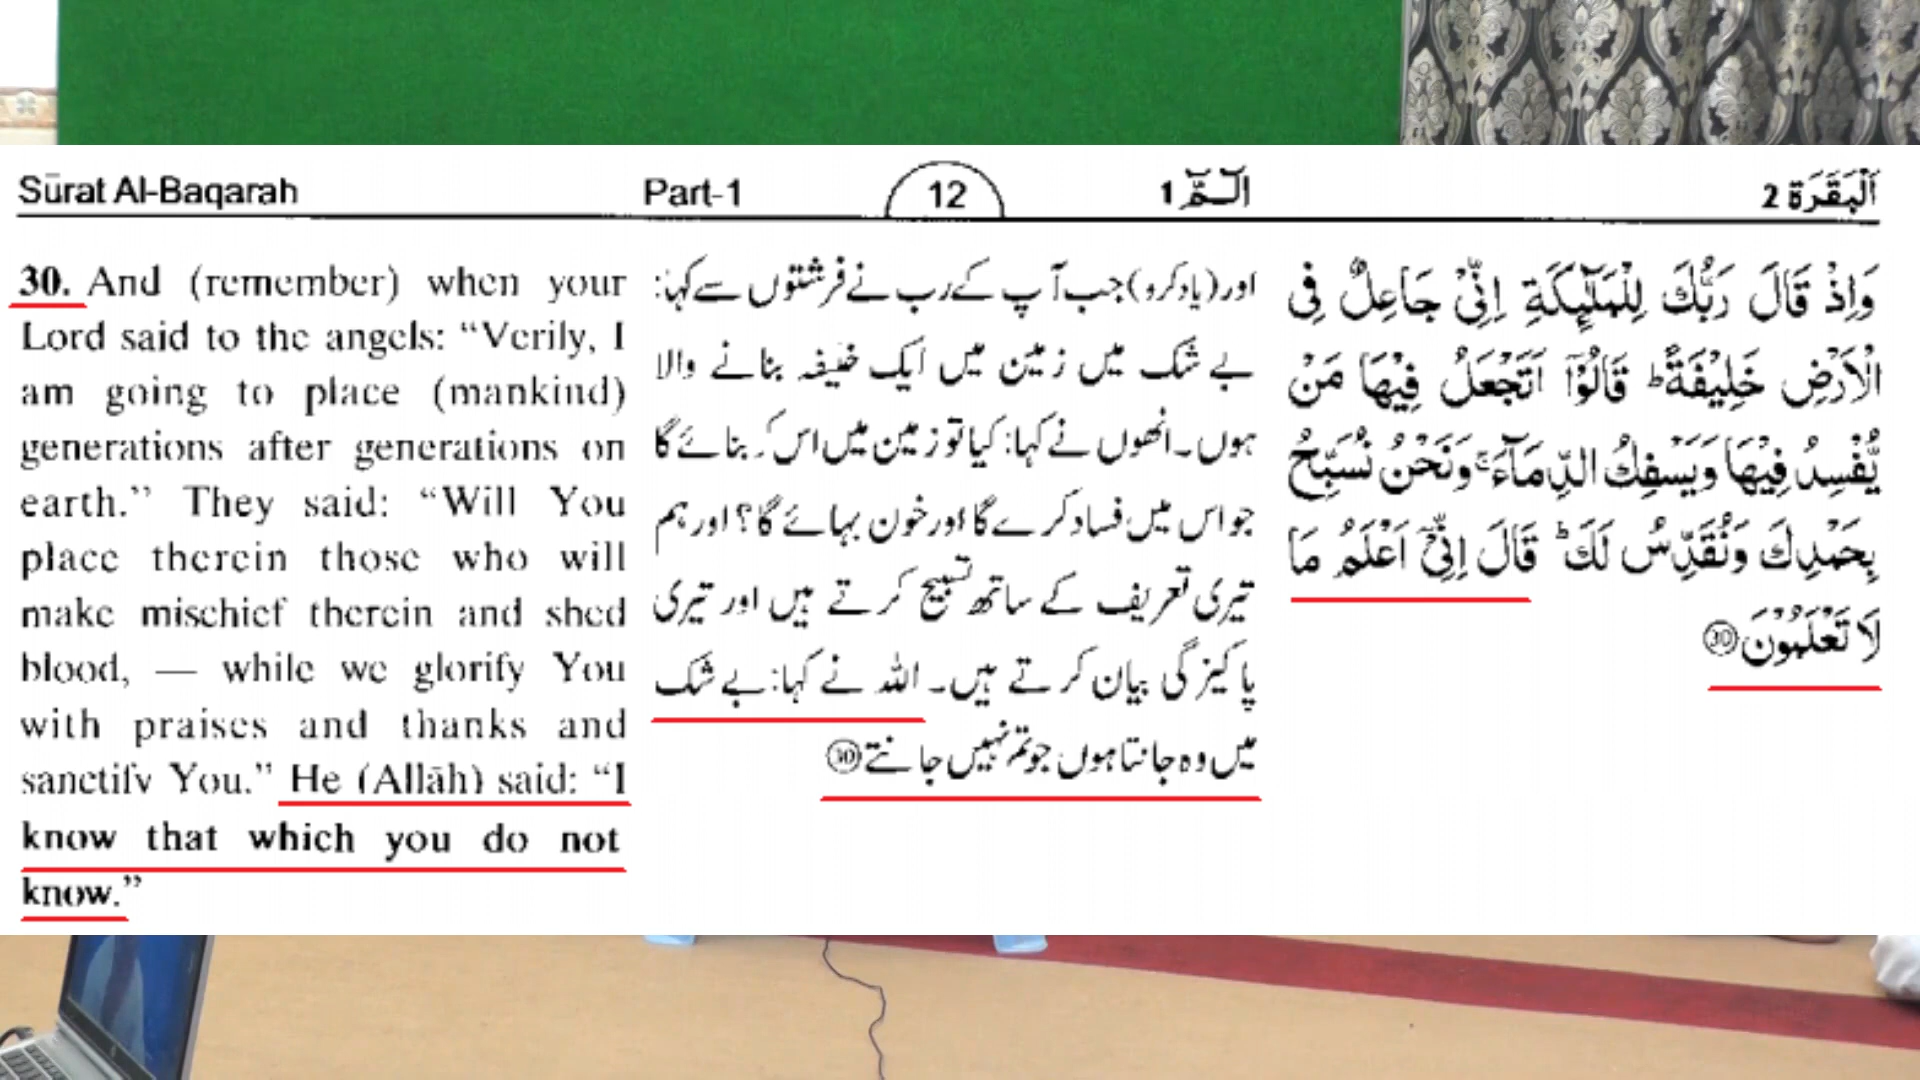 Sūrat Al-Baqarah
Part-1
12
الٓـمّٓ 1
اَلْبَقَرَة 2
30. And (remember) when your
Lord said to the angels: “Verily, I
am going to place (mankind)
generations after generations on
earth.” They said: “Will You
place therein those who will
make mischief therein and shed
blood, — while we glorify You
with praises and thanks and
sanctify You.” He (Allāh) said: “I
know that which you do not
know.”
اور (یاد کرو) جب آپ کے رب نے فرشتوں سے کہا:
بے شک میں زمین میں ایک خلیفہ بنانے والا
ہوں۔ انھوں نے کہا: کیا تو زمین میں اس بنائے گا
جو اس میں فساد کرے گا اور خون بہائے گا؟ اور ہم
تیری تعریف کے ساتھ تسبیح کرتے ہیں اور تیری
پاکیزگی بیان کرتے ہیں۔ اللہ نے کہا: بے شک
میں وہ جانتا ہوں جو تم نہیں جانتے 30
وَاِذْ قَالَ رَبُّكَ لِلْمَلٰٓىِٕكَةِ اِنِّيْ جَاعِلٌ فِي
الْاَرْضِ خَلِيْفَةً ؕ قَالُوْٓا اَتَجْعَلُ فِيْهَا مَنْ
يُّفْسِدُ فِيْهَا وَيَسْفِكُ الدِّمَآءَ ۚ وَنَحْنُ نُسَبِّحُ
بِحَمْدِكَ وَنُقَدِّسُ لَكَ ؕ قَالَ اِنِّيْٓ اَعْلَمُ مَا
لَا تَعْلَمُوْنَ 30